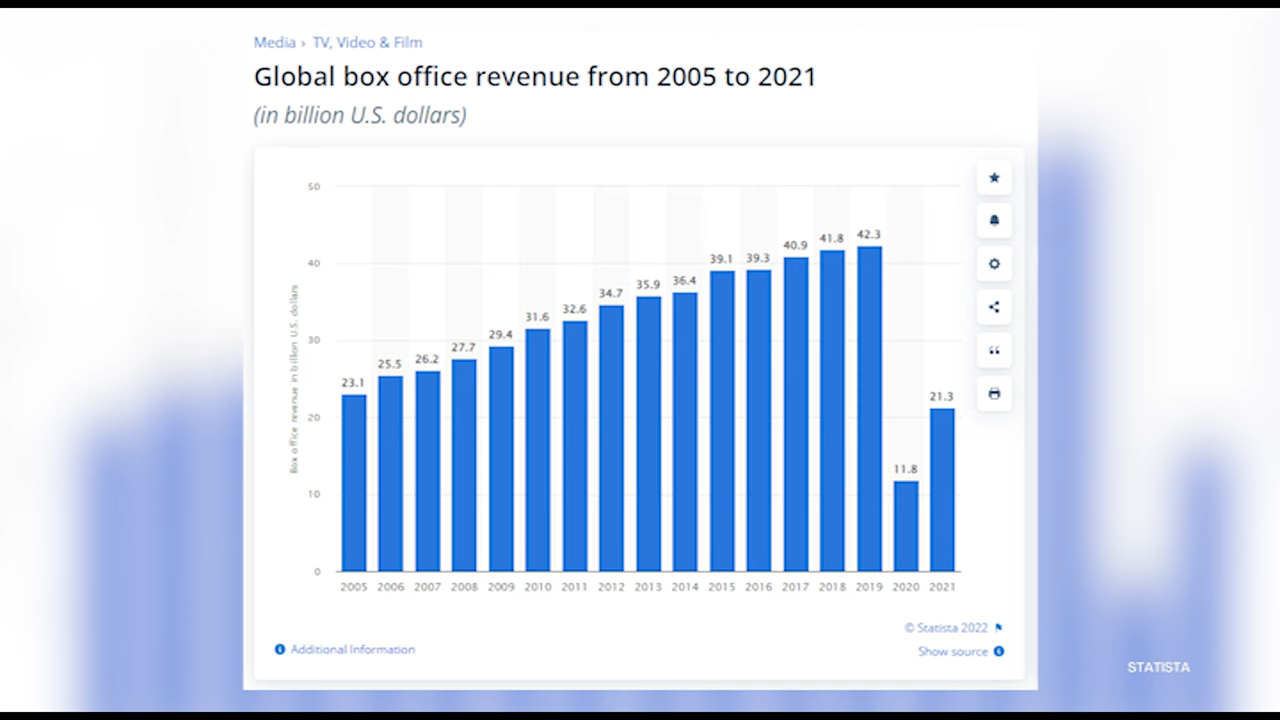 Media › TV, Video & Film
Global box office revenue from 2005 to 2021
(in billion U.S. dollars)
Box office revenue in billion U.S. dollars
50
40
30
20
10
0
23.1
25.5
26.2
27.7
29.4
31.6
32.6
34.7
35.9
36.4
39.1
39.3
40.9
41.8
42.3
11.8
21.3
2005 2006 2007 2008 2009 2010 2011 2012 2013 2014 2015 2016 2017 2018 2019 2020 2021
© Statista 2022
Additional Information
Show source
STATISTA